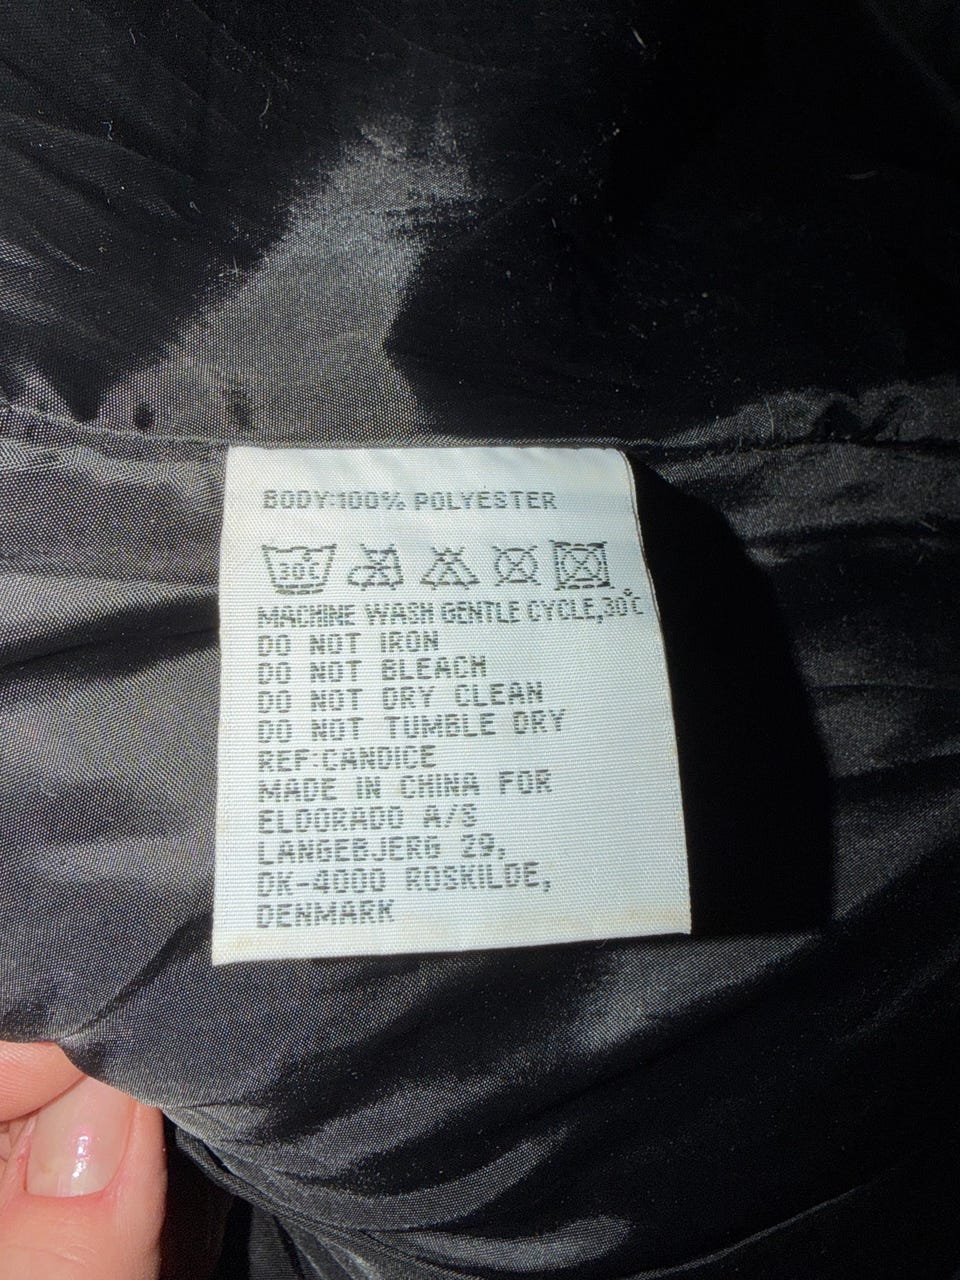 BODY:100% POLYESTER
30°C
MACHINE WASH GENTLE CYCLE,30°C
DO NOT IRON
DO NOT BLEACH
DO NOT DRY CLEAN
DO NOT TUMBLE DRY
REF:CANDICE
MADE IN CHINA FOR
ELDORADO A/S
LANGEBJERG 29,
DK-4000 ROSKILDE,
DENMARK